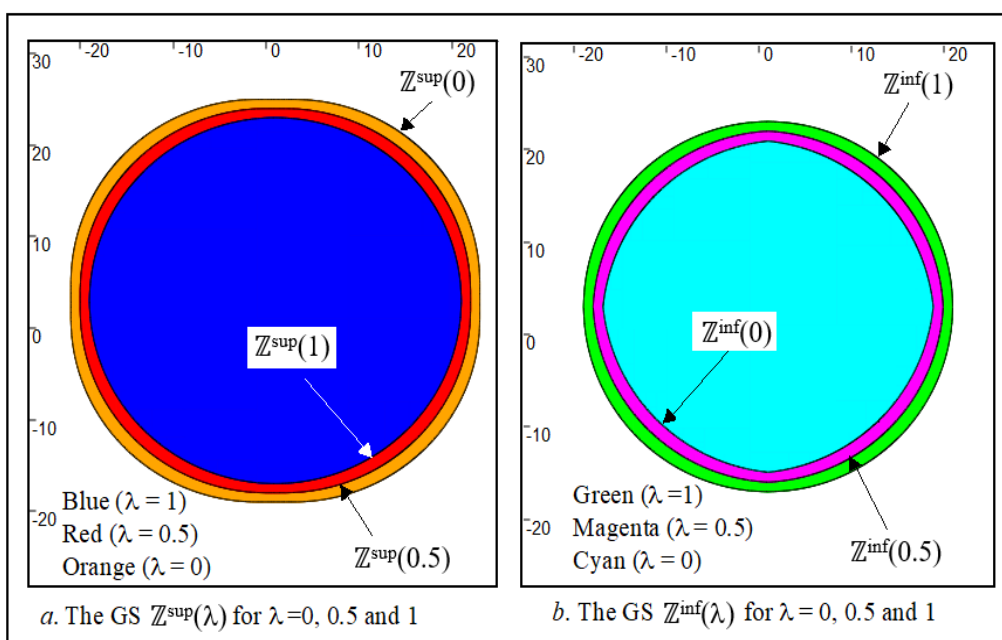 -20 -10 0 10 20
30
20
10
0
-10
-20
ℤsup(0)
ℤsup(1)
ℤsup(0.5)
Blue (λ = 1)
Red (λ = 0.5)
Orange (λ = 0)
a. The GS ℤsup(λ) for λ =0, 0.5 and 1
-20 -10 0 10 20
30
20
10
0
-10
-20
ℤinf(1)
ℤinf(0)
ℤinf(0.5)
Green (λ =1)
Magenta (λ = 0.5)
Cyan (λ = 0)
b. The GS ℤinf(λ) for λ = 0, 0.5 and 1